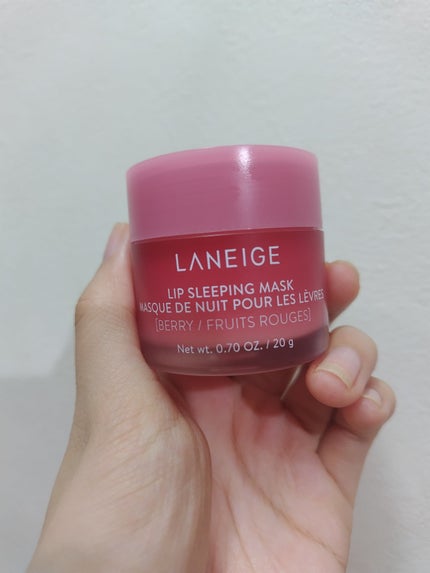 LANEIGE
LIP SLEEPING MASK
MASQUE DE NUIT POUR LES LÈVRES
[BERRY / FRUITS ROUGES]
Net wt. 0.70 OZ. / 20 g